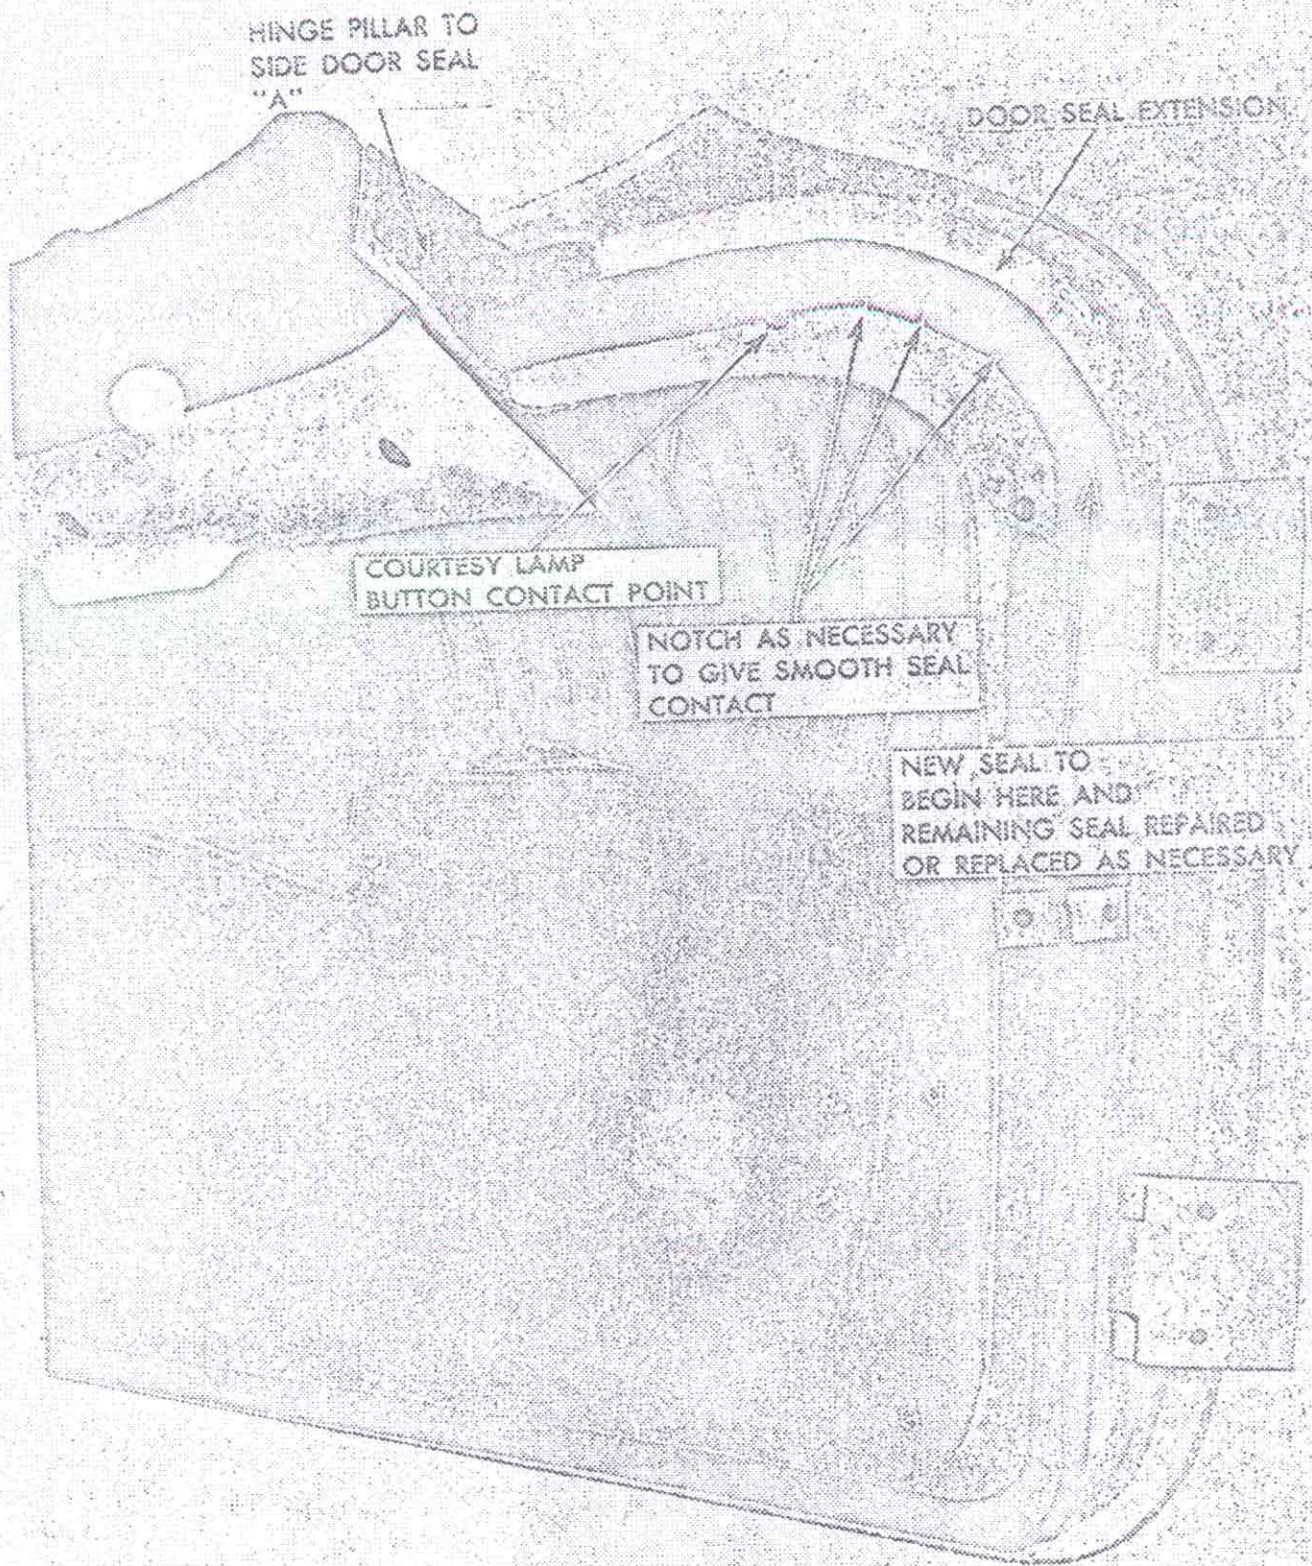 HINGE PILLAR TO
SIDE DOOR SEAL
"A"
DOOR SEAL EXTENSION
COURTESY LAMP
BUTTON CONTACT POINT
NOTCH AS NECESSARY
TO GIVE SMOOTH SEAL
CONTACT
NEW SEAL TO
BEGIN HERE AND
REMAINING SEAL REPAIRED
OR REPLACED AS NECESSARY